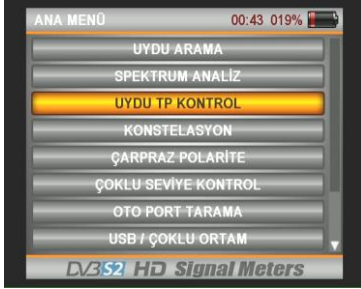 ANA MENÜ 00:43 019%
UYDU ARAMA
SPEKTRUM ANALİZ
UYDU TP KONTROL
KONSTELASYON
ÇARPRAZ POLARİTE
ÇOKLU SEVİYE KONTROL
OTO PORT TARAMA
USB / ÇOKLU ORTAM
DVB S2 HD Signal Meters